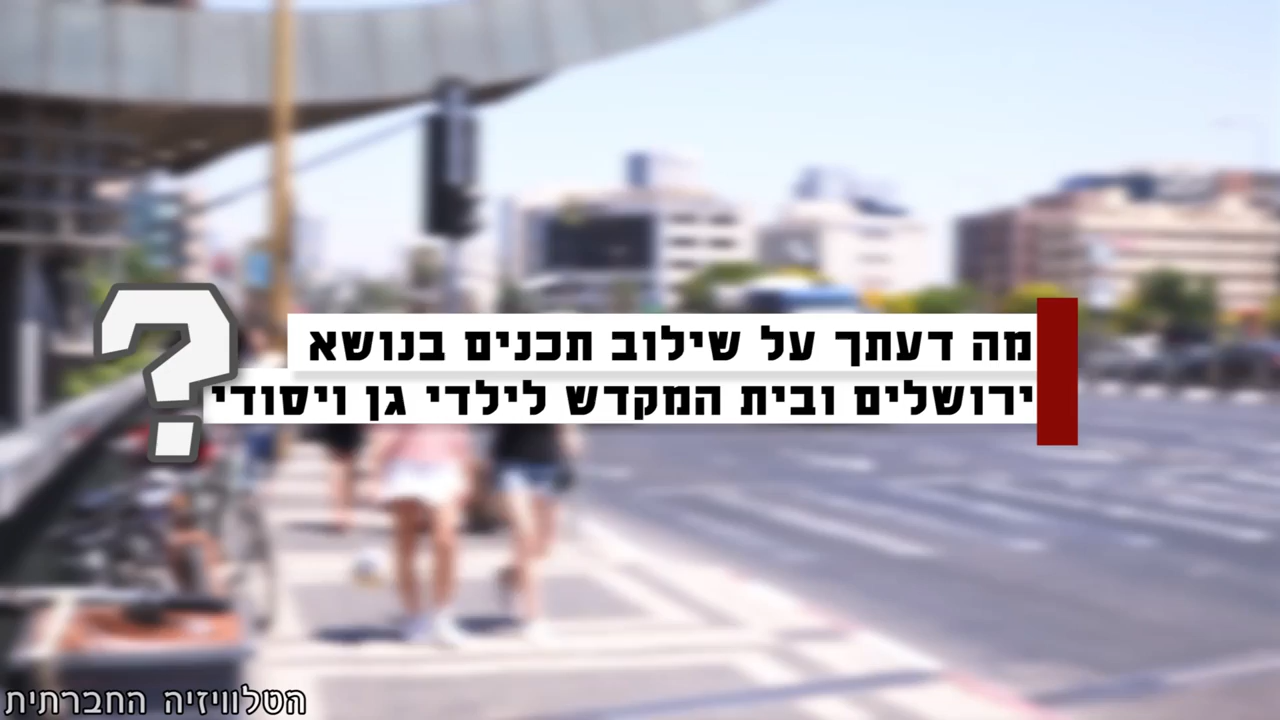 מה דעתך על שילוב תכנים בנושא
ירושלים ובית המקדש לילדי גן ויסודי
?
הטלוויזיה החברתית